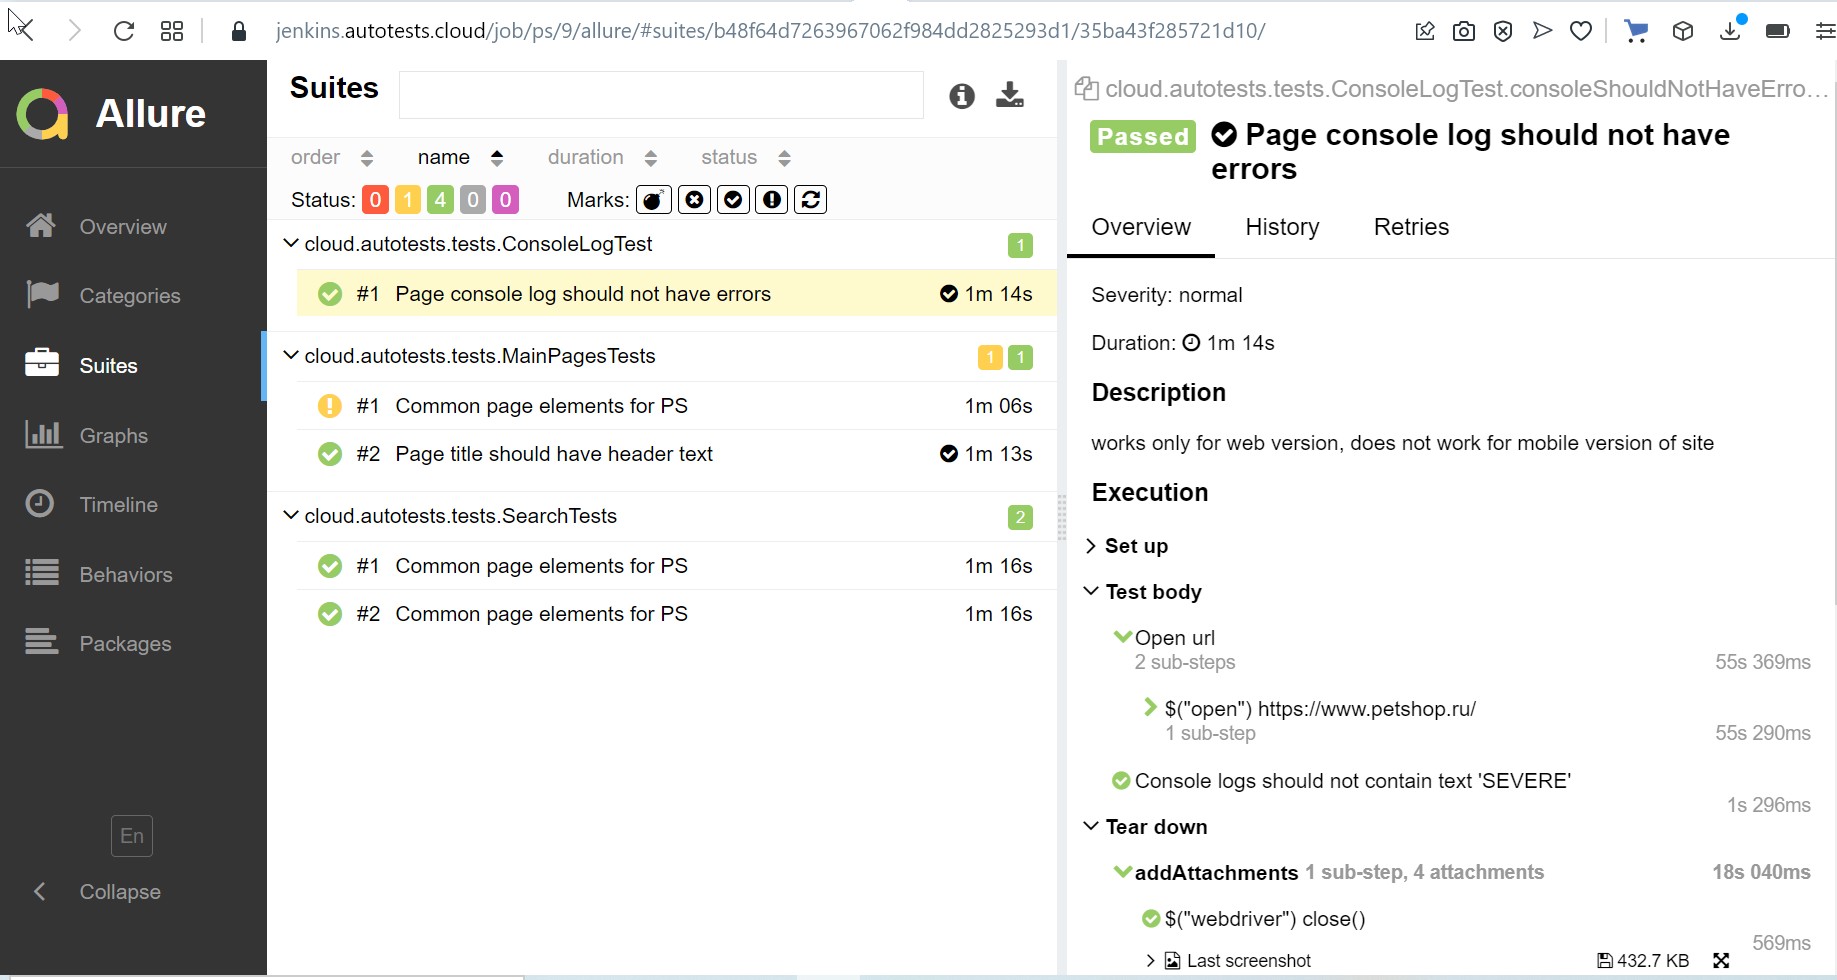 jenkins.autotests.cloud/job/ps/9/allure/#suites/b48f64d7263967062f984dd2825293d1/35ba43f285721d10/
Allure
Overview
Categories
Suites
Graphs
Timeline
Behaviors
Packages
En
Collapse
Suites
order name duration status
Status: 0 1 4 0 0 Marks:
cloud.autotests.tests.ConsoleLogTest 1
#1 Page console log should not have errors 1m 14s
cloud.autotests.tests.MainPagesTests 1 1
#1 Common page elements for PS 1m 06s
#2 Page title should have header text 1m 13s
cloud.autotests.tests.SearchTests 2
#1 Common page elements for PS 1m 16s
#2 Common page elements for PS 1m 16s
cloud.autotests.tests.ConsoleLogTest.consoleShouldNotHaveErro...
Passed Page console log should not have
errors
Overview History Retries
Severity: normal
Duration: 1m 14s
Description
works only for web version, does not work for mobile version of site
Execution
Set up
Test body
Open url
2 sub-steps 55s 369ms
$("open") https://www.petshop.ru/
1 sub-step 55s 290ms
Console logs should not contain text 'SEVERE'
1s 296ms
Tear down
addAttachments 1 sub-step, 4 attachments 18s 040ms
$("webdriver") close()
569ms
Last screenshot 432.7 KB